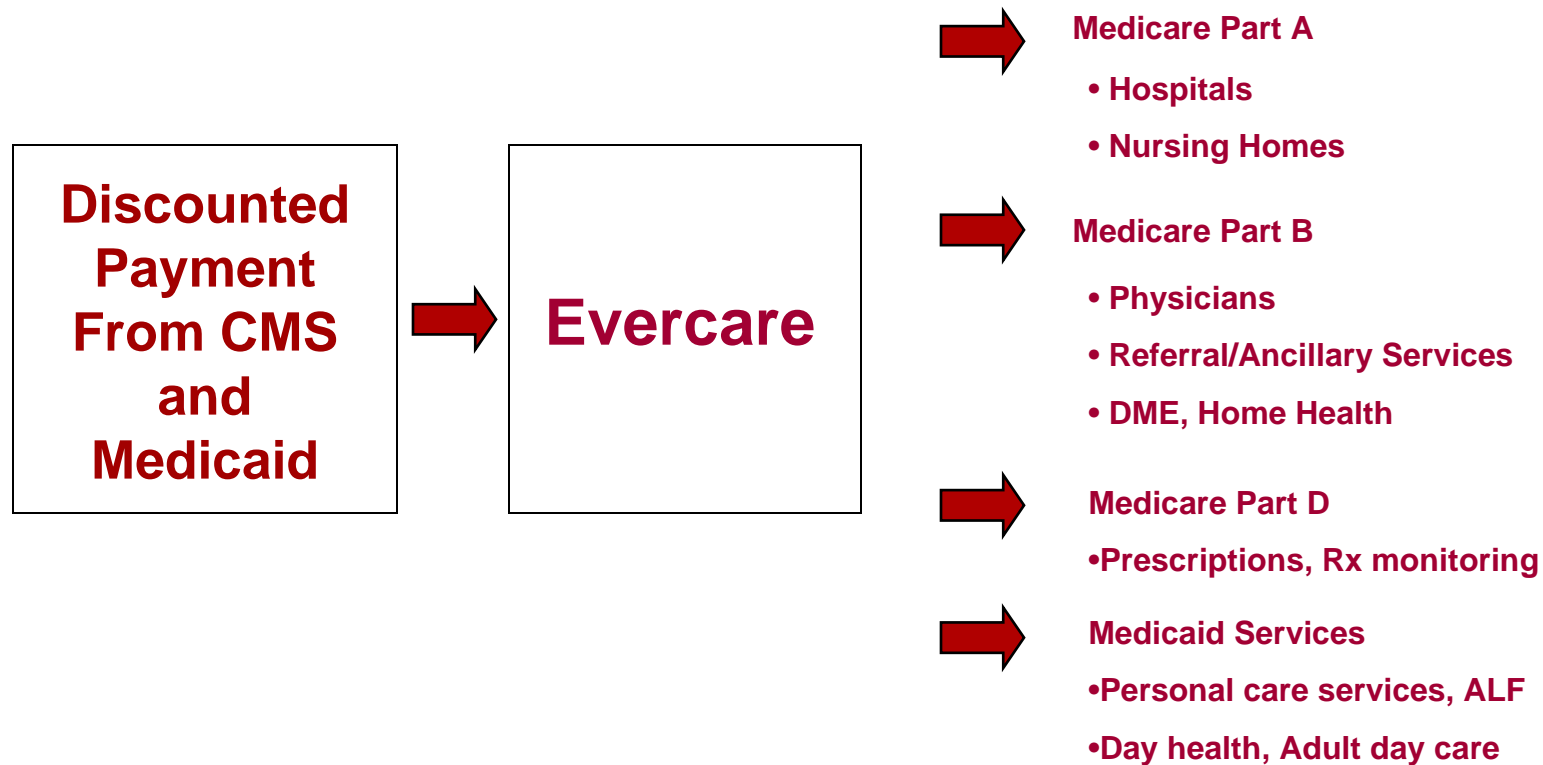 Discounted
Payment
From CMS
and
Medicaid
Evercare
Medicare Part A
• Hospitals
• Nursing Homes
Medicare Part B
• Physicians
• Referral/Ancillary Services
• DME, Home Health
Medicare Part D
•Prescriptions, Rx monitoring
Medicaid Services
•Personal care services, ALF
•Day health, Adult day care